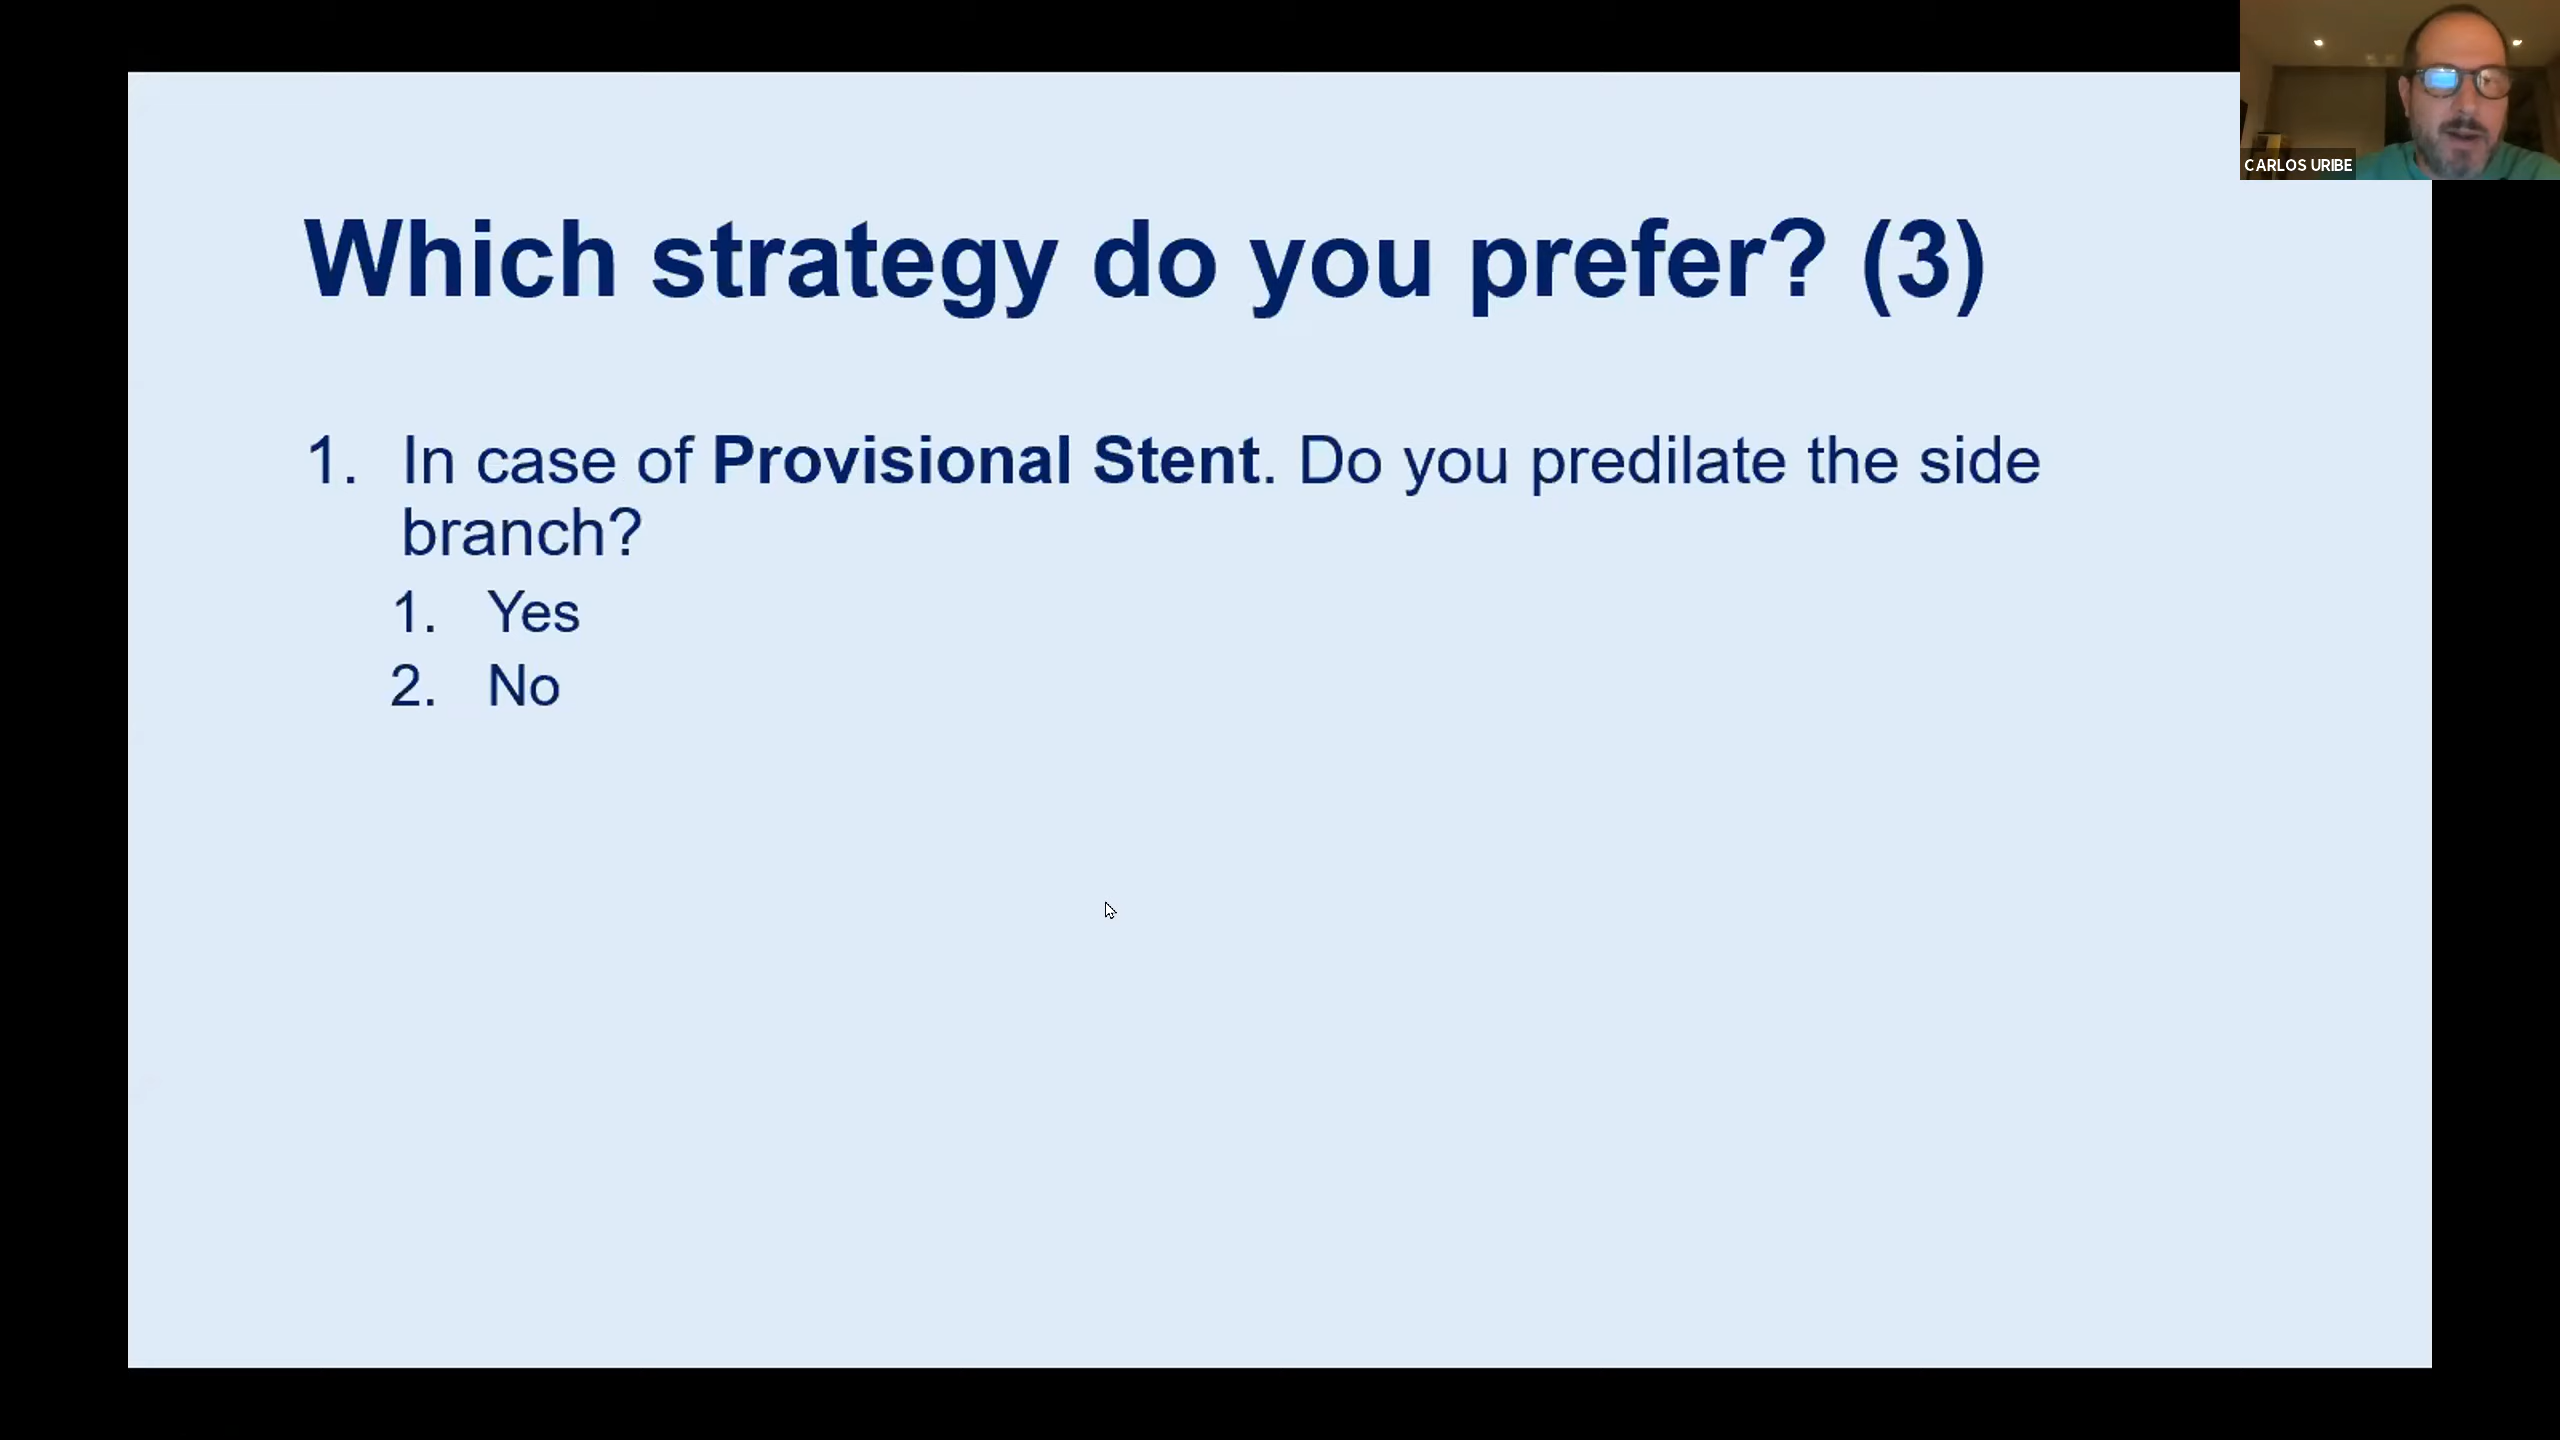 CARLOS URIBE
Which strategy do you prefer? (3)
1. In case of Provisional Stent. Do you predilate the side
branch?
1. Yes
2. No